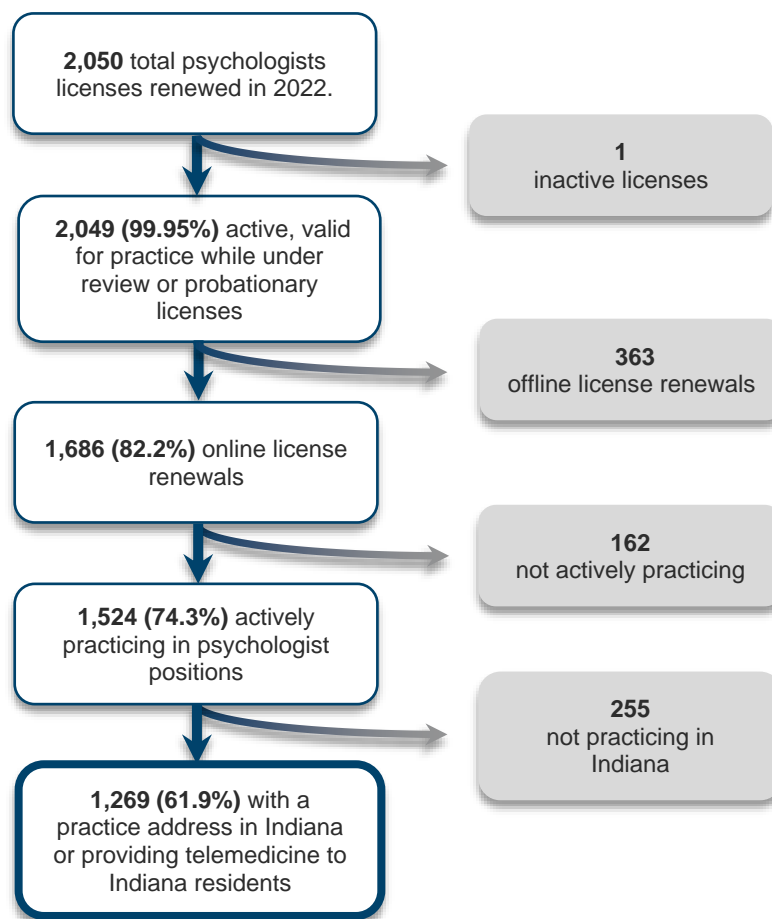 2,050 total psychologists
licenses renewed in 2022.
1
inactive licenses
2,049 (99.95%) active, valid
for practice while under
review or probationary
licenses
363
offline license renewals
1,686 (82.2%) online license
renewals
162
not actively practicing
1,524 (74.3%) actively
practicing in psychologist
positions
255
not practicing in
Indiana
1,269 (61.9%) with a
practice address in Indiana
or providing telemedicine to
Indiana residents